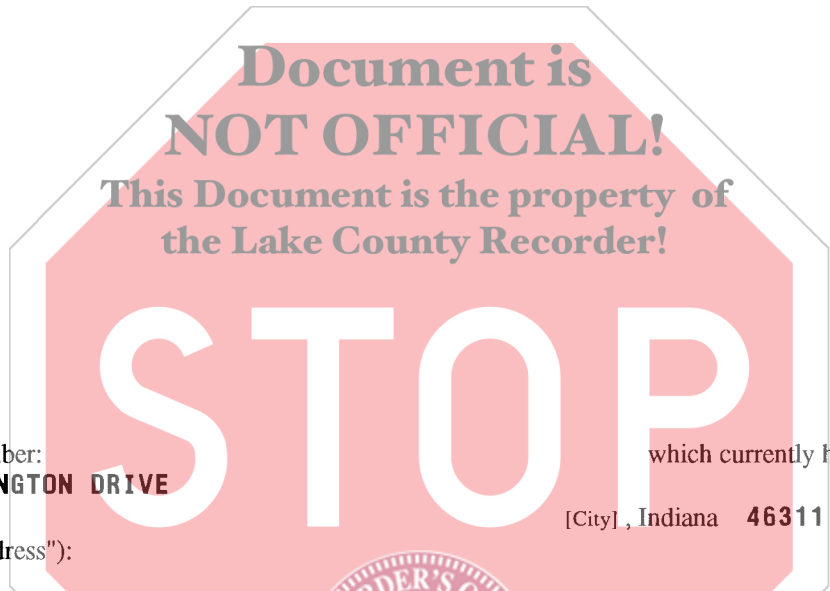 Document is
NOT OFFICIAL!
This Document is the property of
the Lake County Recorder!
STOP
ber: which currently h
NGTON DRIVE
[City] , Indiana 46311
dress"):
DER'S